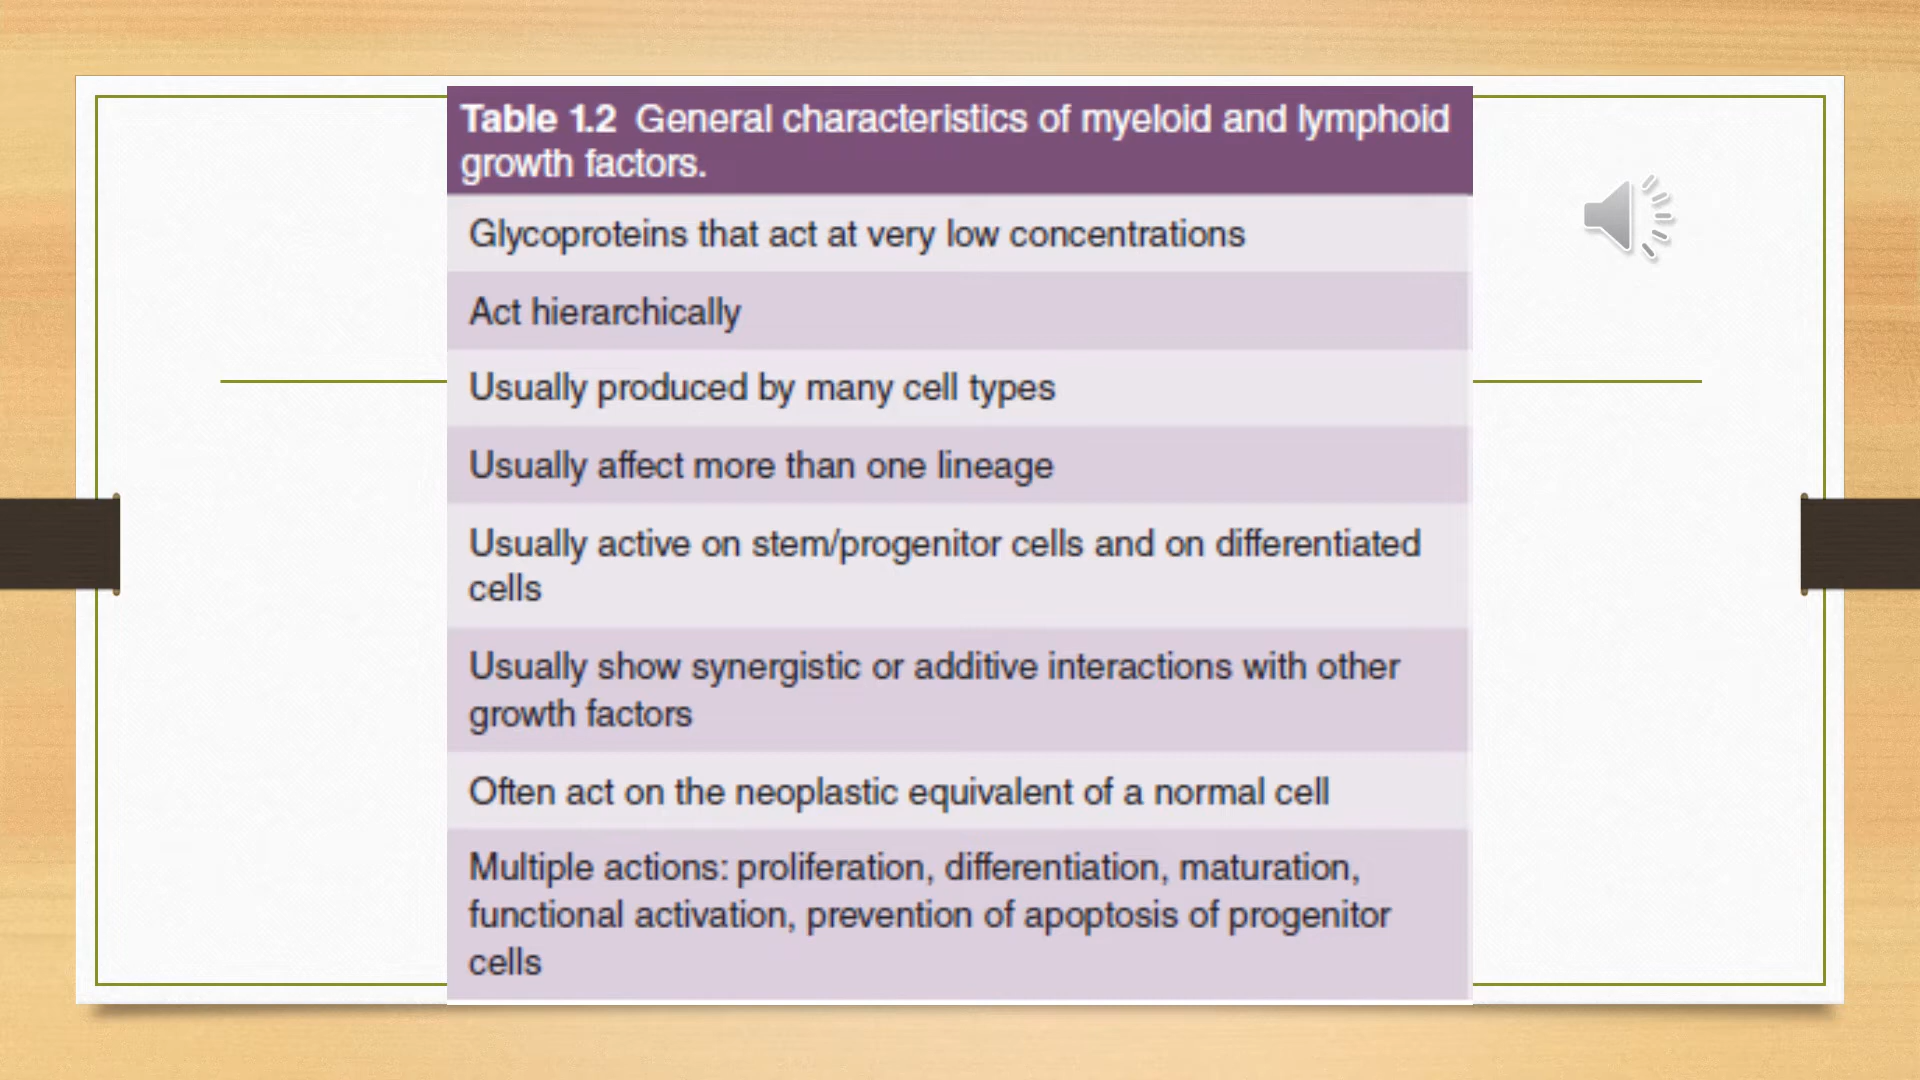 Table 1.2 General characteristics of myeloid and lymphoid
growth factors.
Glycoproteins that act at very low concentrations
Act hierarchically
Usually produced by many cell types
Usually affect more than one lineage
Usually active on stem/progenitor cells and on differentiated
cells
Usually show synergistic or additive interactions with other
growth factors
Often act on the neoplastic equivalent of a normal cell
Multiple actions: proliferation, differentiation, maturation,
functional activation, prevention of apoptosis of progenitor
cells